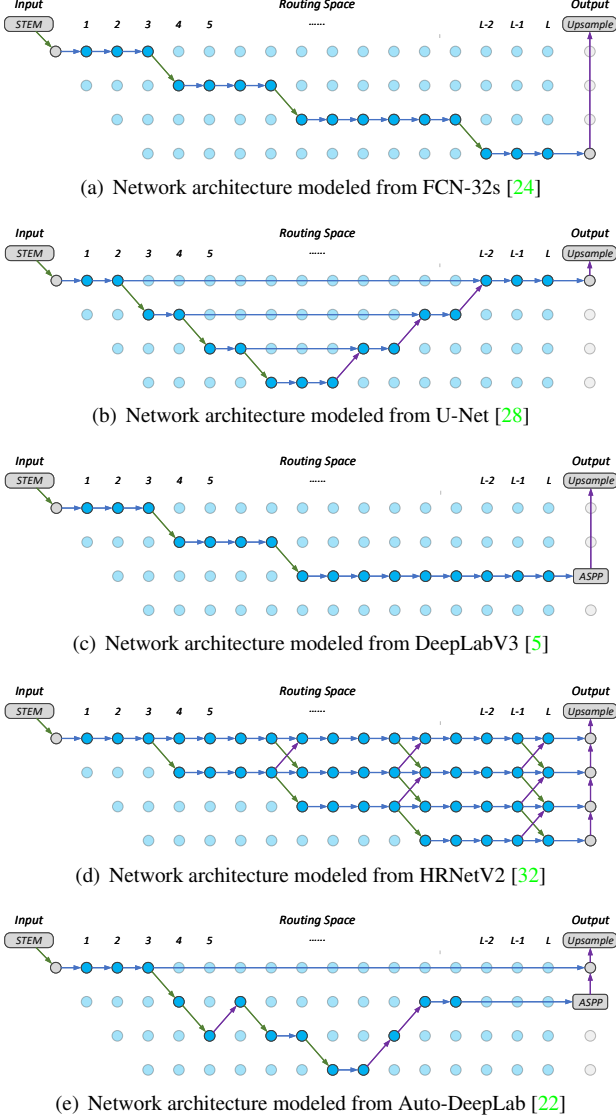 Input Routing Space Output
STEM 1 2 3 4 5 ...... L-2 L-1 L Upsample
(a) Network architecture modeled from FCN-32s [24]
Input Routing Space Output
STEM 1 2 3 4 5 ...... L-2 L-1 L Upsample
(b) Network architecture modeled from U-Net [28]
Input Routing Space Output
STEM 1 2 3 4 5 ...... L-2 L-1 L Upsample
ASPP
(c) Network architecture modeled from DeepLabV3 [5]
Input Routing Space Output
STEM 1 2 3 4 5 ...... L-2 L-1 L Upsample
(d) Network architecture modeled from HRNetV2 [32]
Input Routing Space Output
STEM 1 2 3 4 5 ...... L-2 L-1 L Upsample
ASPP
(e) Network architecture modeled from Auto-DeepLab [22]